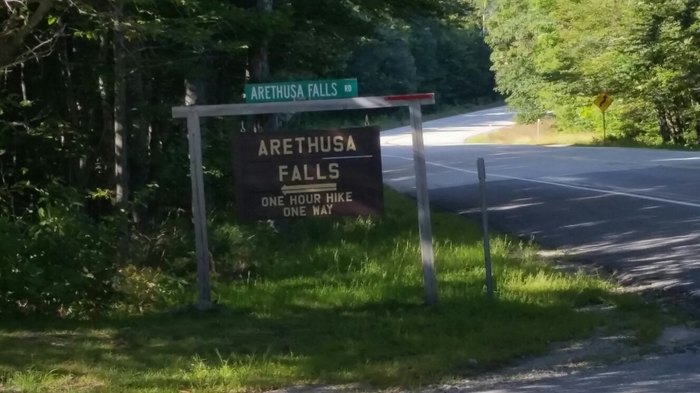 ARETHUSA FALLS RD
ARETHUSA
FALLS
ONE HOUR HIKE
ONE WAY